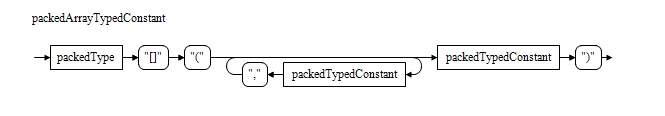 packedArrayTypedConstant
packedType "[]" "(" packedTypedConstant ")"
"," packedTypedConstant